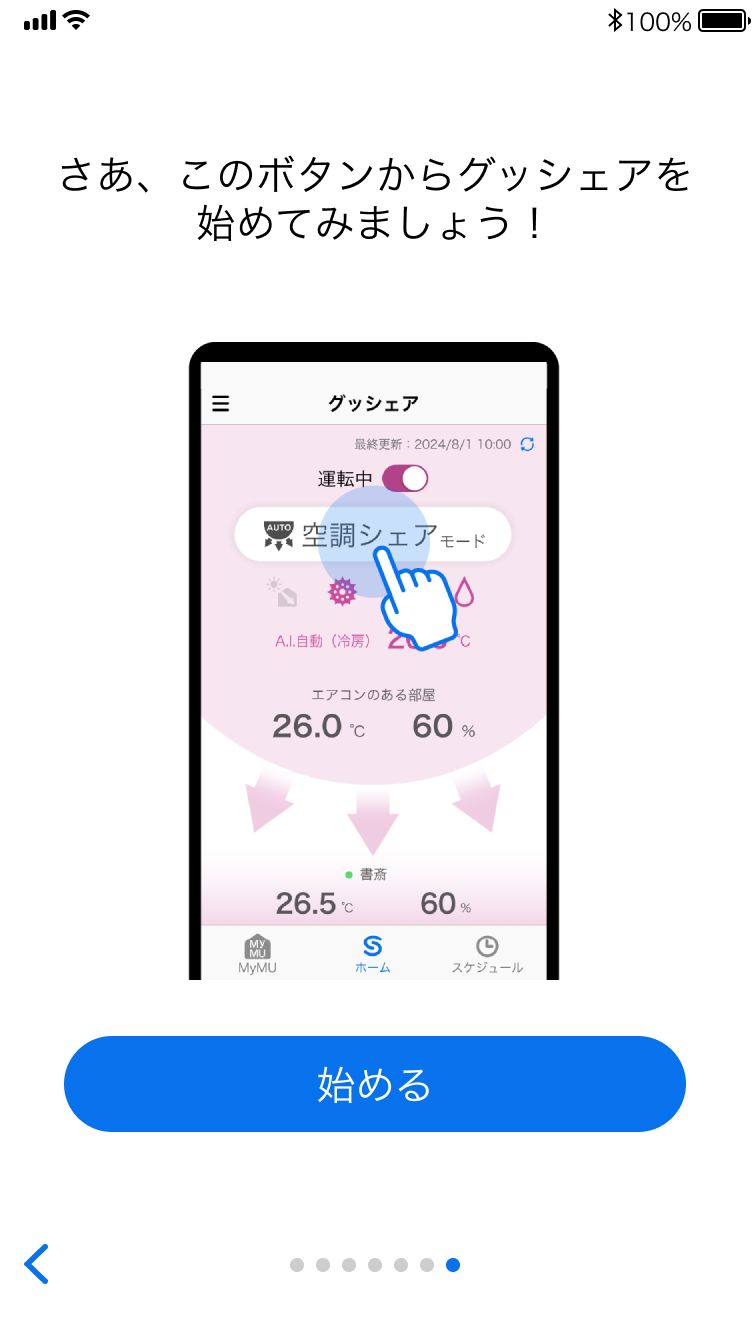 100%
さあ、このボタンからグッシェアを
始めてみましょう！
グッシェア
最終更新：2024/8/1 10:00
運転中
AUTO 空調シェアモード
A.I.自動（冷房） ℃
エアコンのある部屋
26.0 ℃ 60 %
書斎
26.5 ℃ 60 %
MyMU
MyMU ホーム スケジュール
始める